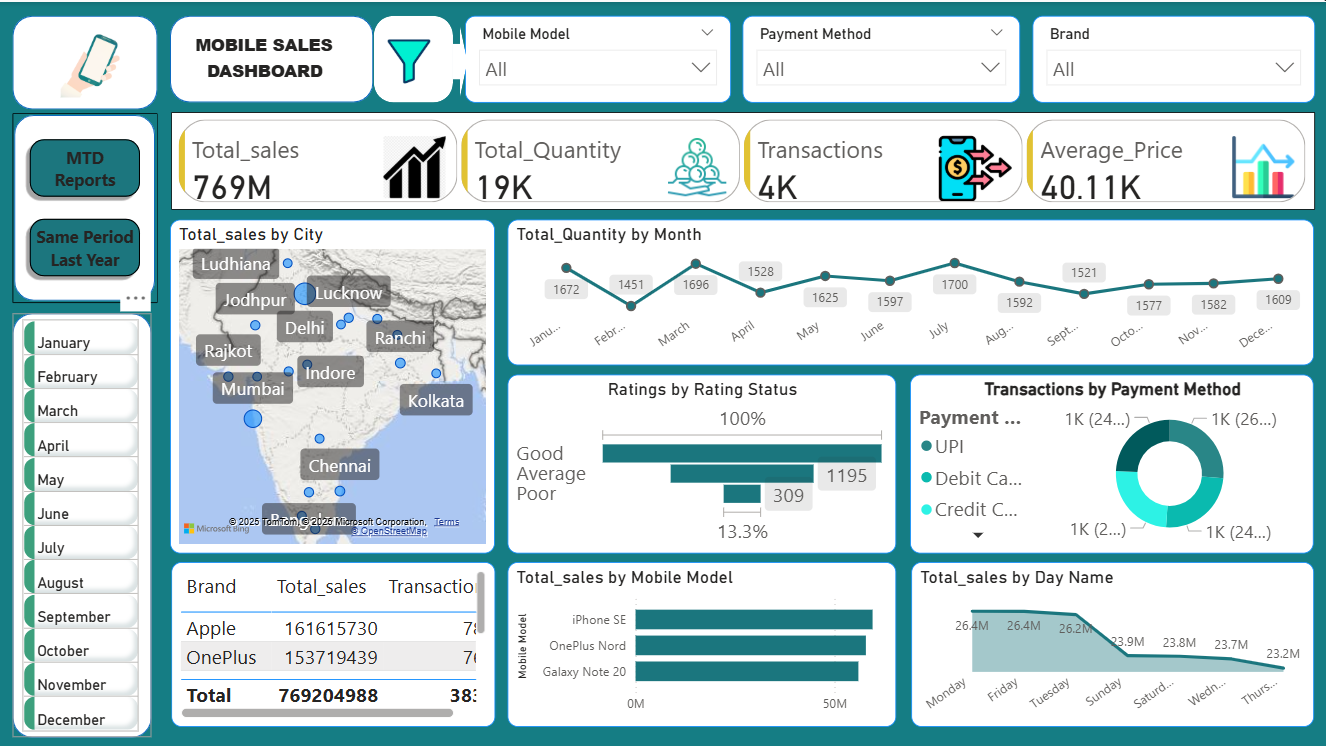 MOBILE SALES
DASHBOARD
Mobile Model
All
Payment Method
All
Brand
All
MTD
Reports
Same Period
Last Year
January
February
March
April
May
June
July
August
September
October
November
December
Total_sales
769M
Total_Quantity
19K
Transactions
4K
Average_Price
40.11K
Total_sales by City
Ludhiana
Jodhpur
Lucknow
Delhi
Ranchi
Rajkot
Indore
Mumbai
Kolkata
Chennai
Microsoft Bing
© 2025 TomTom, © 2025 Microsoft Corporation, Terms
© OpenStreetMap
Total_Quantity by Month
1672
1451
1696
1528
1625
1597
1700
1592
1521
1577
1582
1609
Janu...
Febr...
March
April
May
June
July
Aug...
Sept...
Octo...
Nov...
Dece...
Ratings by Rating Status
100%
Good
Average
Poor
1195
309
13.3%
Transactions by Payment Method
Payment ...
UPI
Debit Ca...
Credit C...
1K (24...)
1K (26...)
1K (2...)
1K (24...)
Brand Total_sales Transactio
Apple 161615730 78
OnePlus 153719439 76
Total 769204988 383
Total_sales by Mobile Model
Mobile Model
iPhone SE
OnePlus Nord
Galaxy Note 20
0M
50M
Total_sales by Day Name
26.4M
26.4M
26.2M
23.9M
23.8M
23.7M
23.2M
Monday
Friday
Tuesday
Sunday
Saturd...
Wedn...
Thurs...